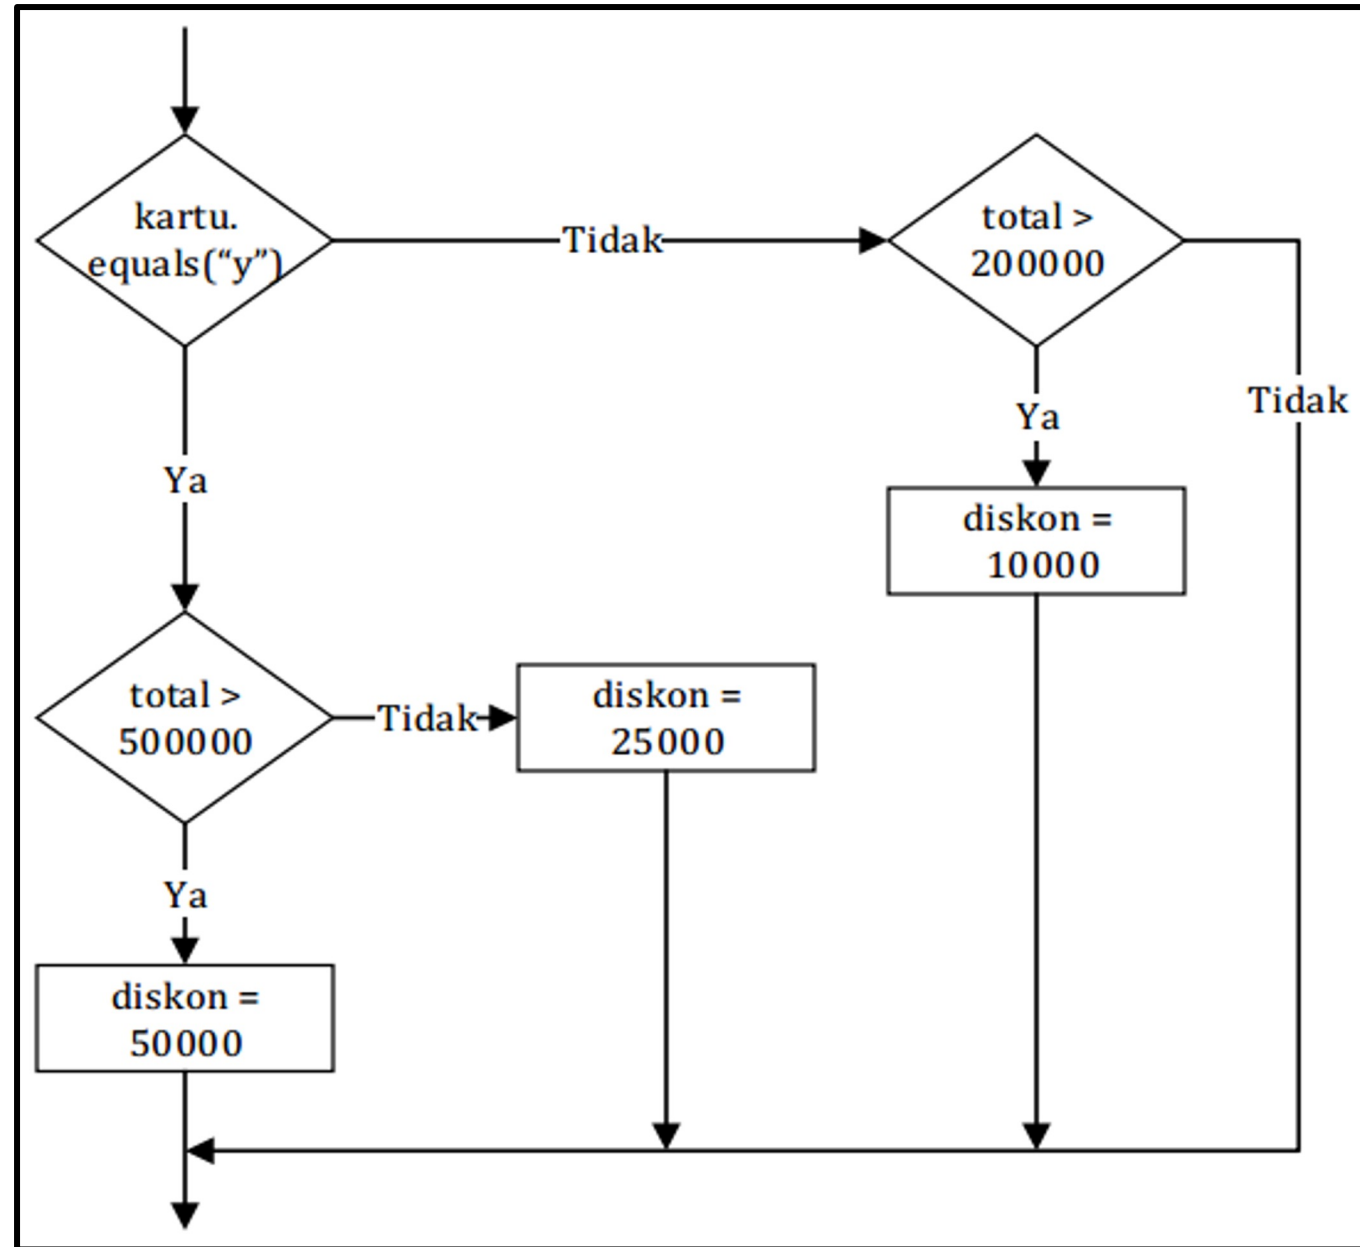 kartu.
equals(“y”)
Tidak
total >
200000
Tidak
Ya
Ya
diskon =
10000
total >
500000
Tidak
diskon =
25000
Ya
diskon =
50000